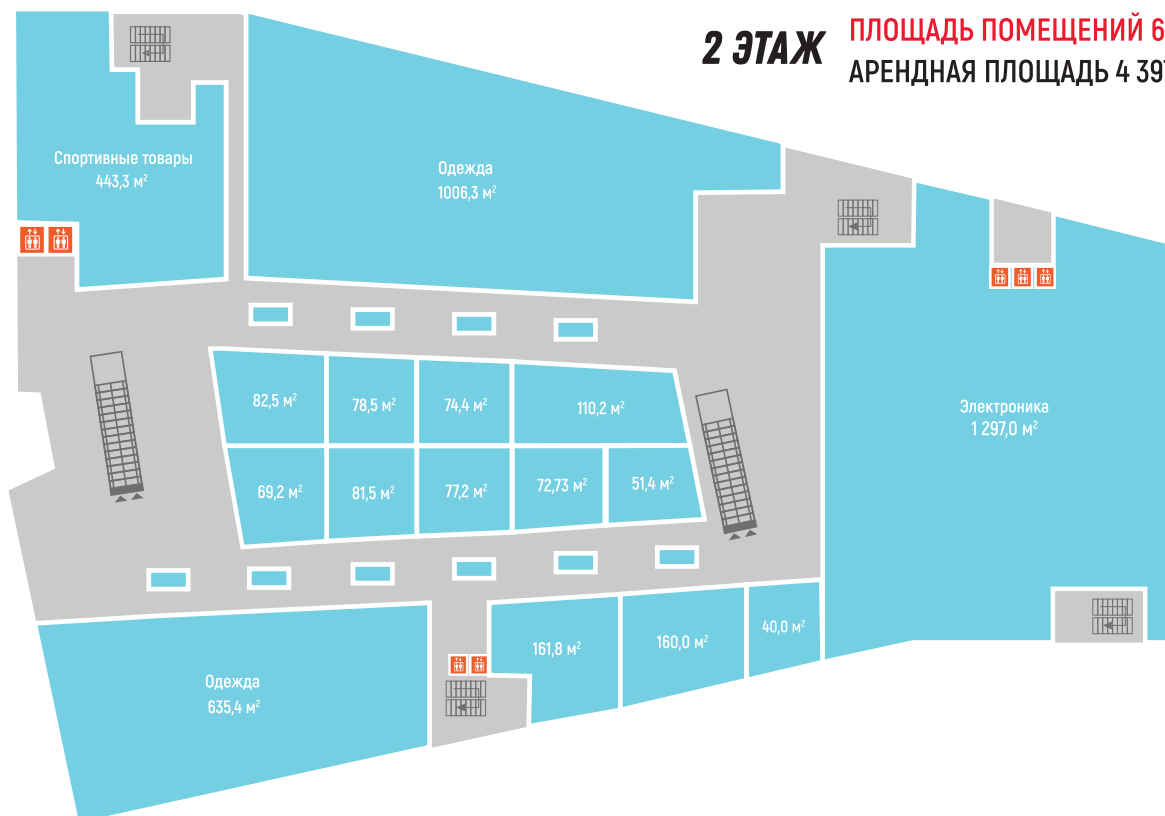 2 ЭТАЖ
ПЛОЩАДЬ ПОМЕЩЕНИЙ 6
АРЕНДНАЯ ПЛОЩАДЬ 4 397
Спортивные товары
443,3 м²
Одежда
1006,3 м²
82,5 м²
78,5 м²
74,4 м²
110,2 м²
Электроника
1 297,0 м²
69,2 м²
81,5 м²
77,2 м²
72,73 м²
51,4 м²
161,8 м²
160,0 м²
40,0 м²
Одежда
635,4 м²